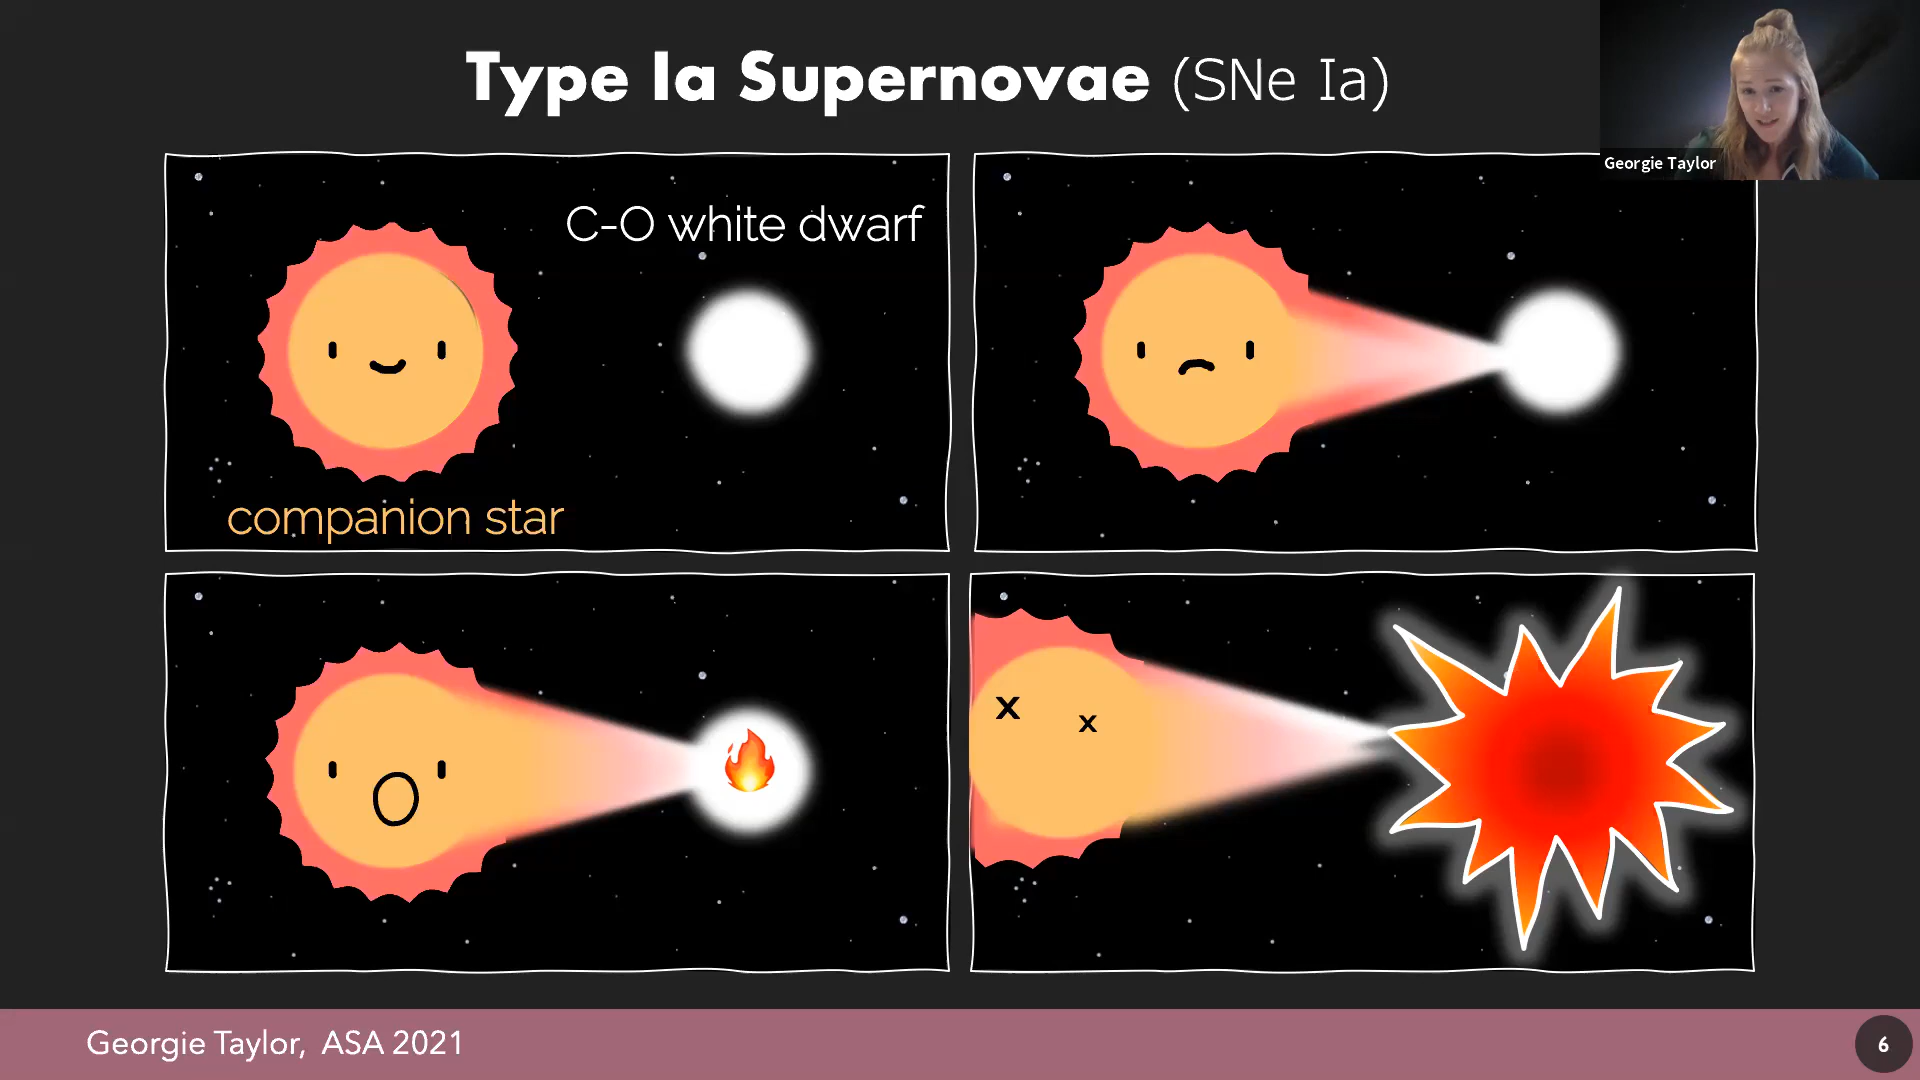 Type Ia Supernovae (SNe Ia)
Georgie Taylor
C-O white dwarf
companion star
x x
Georgie Taylor, ASA 2021
6